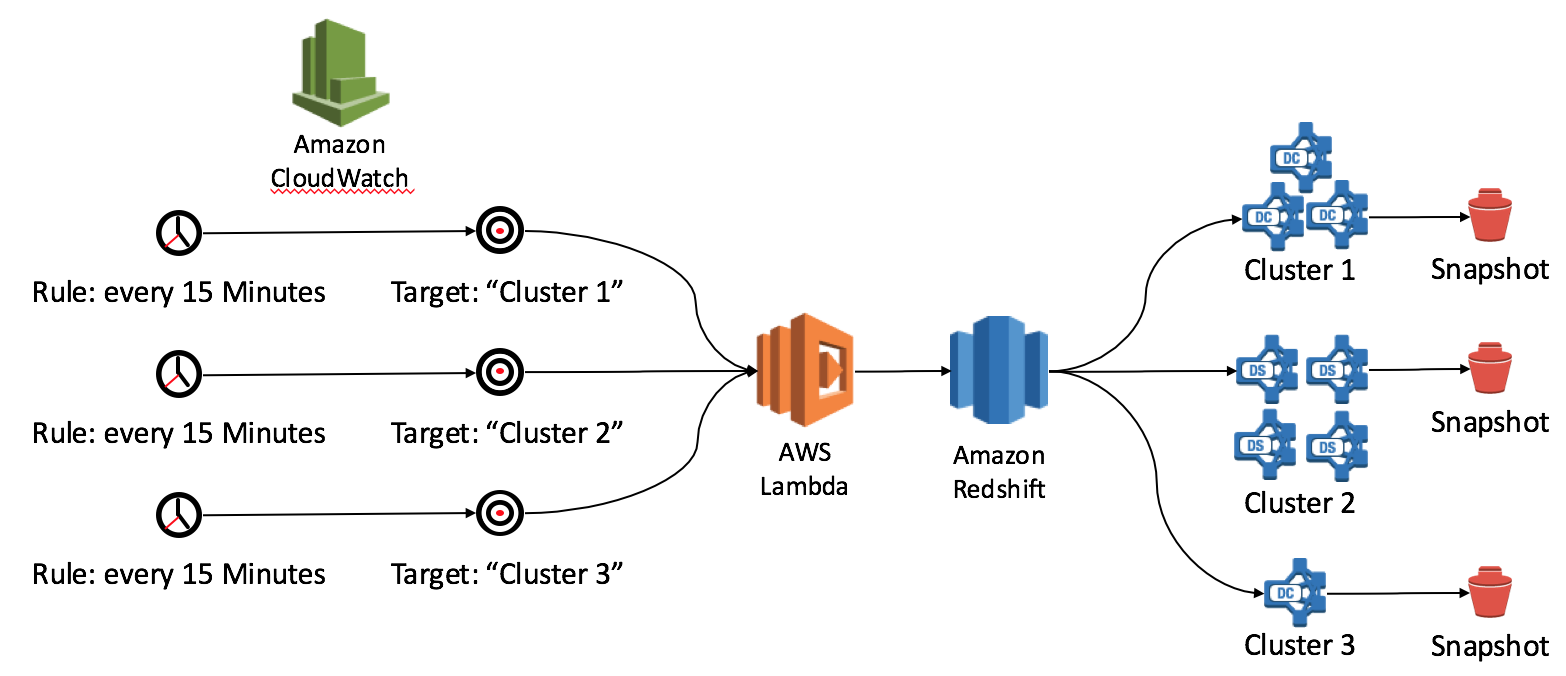 Amazon
CloudWatch
Rule: every 15 Minutes
Target: “Cluster 1”
Rule: every 15 Minutes
Target: “Cluster 2”
Rule: every 15 Minutes
Target: “Cluster 3”
AWS
Lambda
Amazon
Redshift
DC
DC
DC
Cluster 1
Snapshot
DS
DS
DS
DS
Cluster 2
Snapshot
DC
Cluster 3
Snapshot